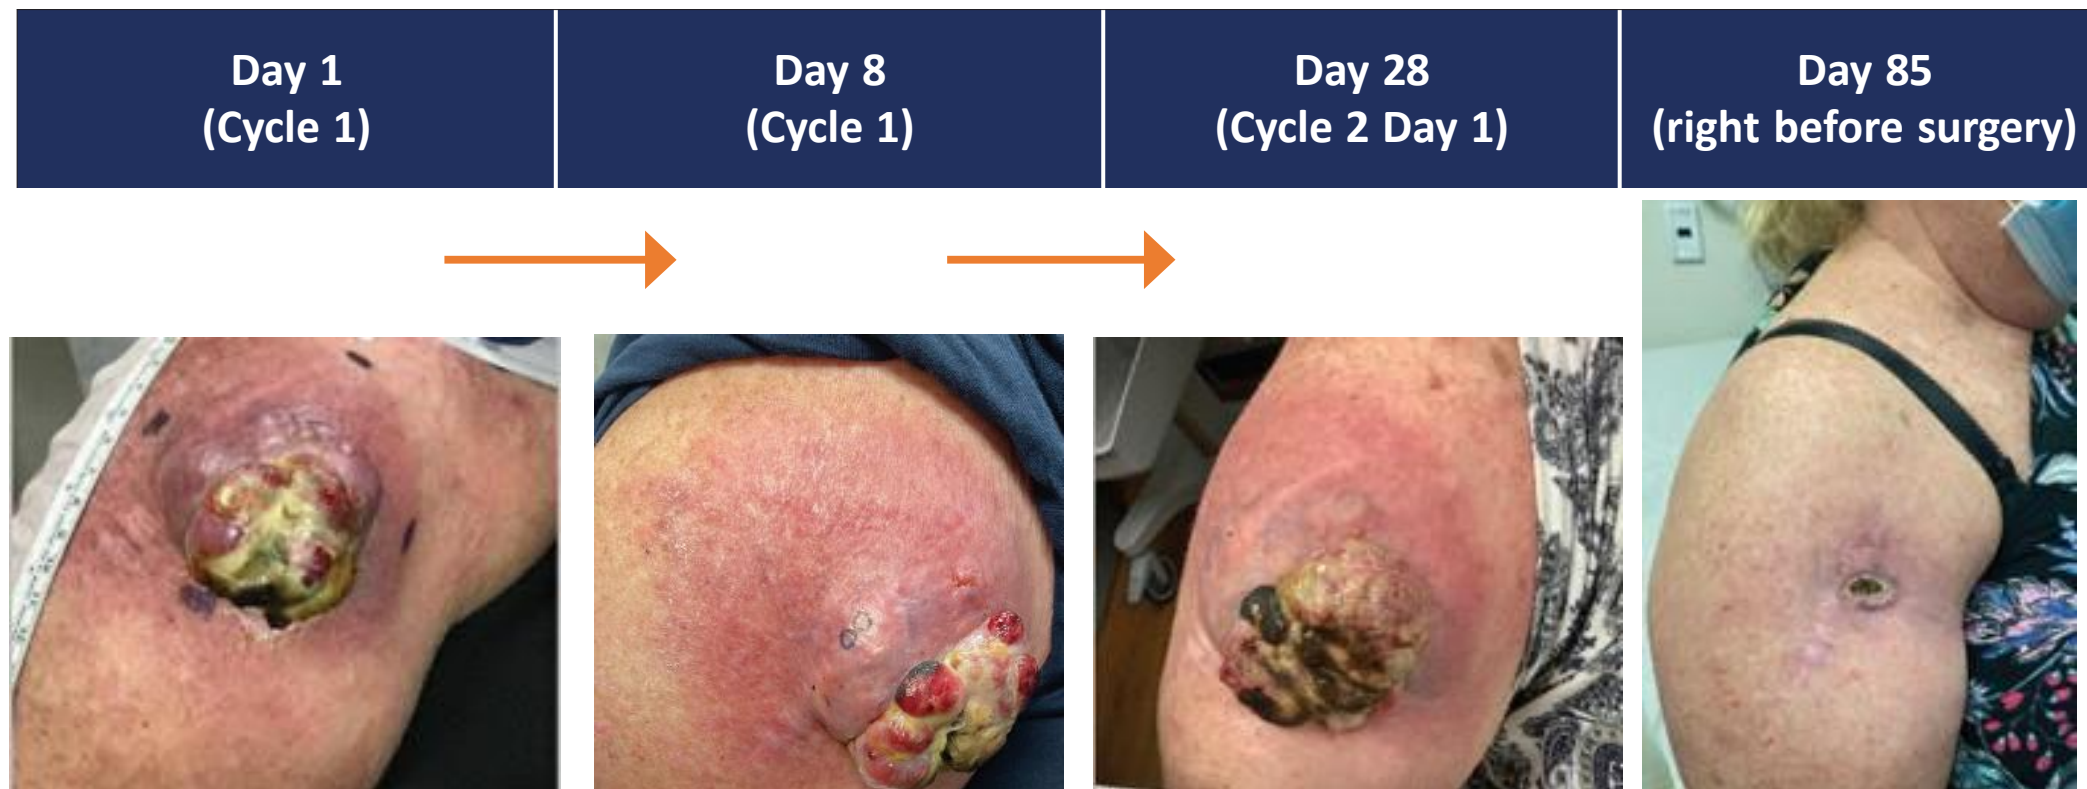 Day 1
(Cycle 1)
Day 8
(Cycle 1)
Day 28
(Cycle 2 Day 1)
Day 85
(right before surgery)